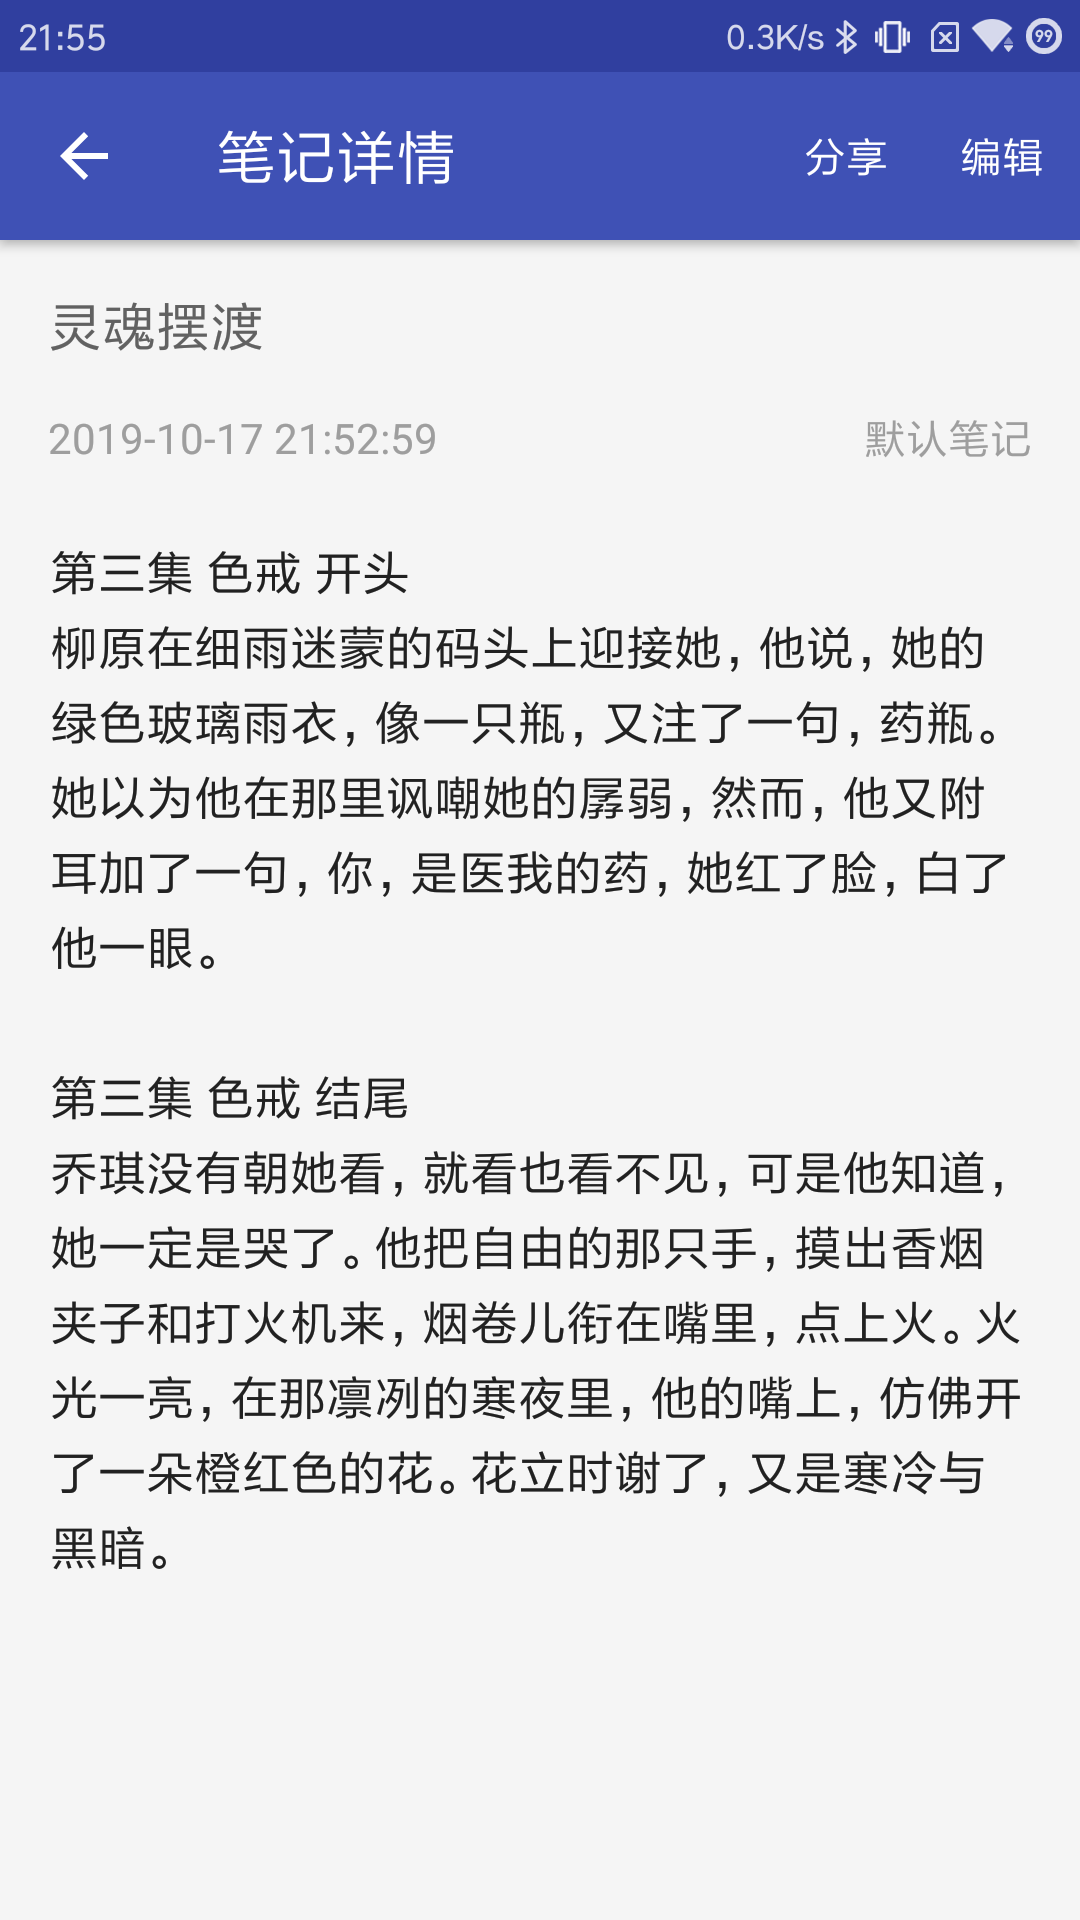 21:55 0.3K/s 99
笔记详情 分享 编辑
灵魂摆渡
2019-10-17 21:52:59 默认笔记
第三集 色戒 开头
柳原在细雨迷蒙的码头上迎接她，他说，她的
绿色玻璃雨衣，像一只瓶，又注了一句，药瓶。
她以为他在那里讽嘲她的孱弱，然而，他又附
耳加了一句，你，是医我的药，她红了脸，白了
他一眼。
第三集 色戒 结尾
乔琪没有朝她看，就看也看不见，可是他知道，
她一定是哭了。他把自由的那只手，摸出香烟
夹子和打火机来，烟卷儿衔在嘴里，点上火。火
光一亮，在那凛冽的寒夜里，他的嘴上，仿佛开
了一朵橙红色的花。花立时谢了，又是寒冷与
黑暗。